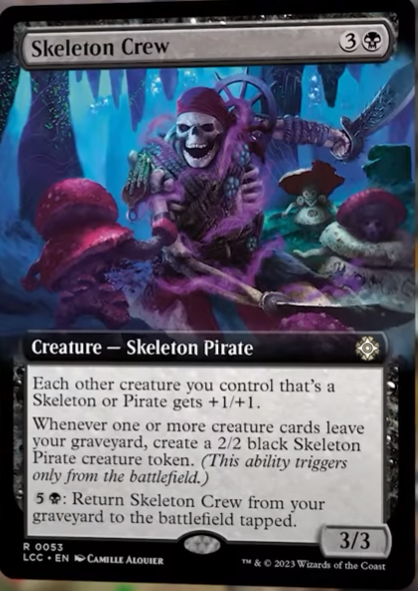 Skeleton Crew 3
Creature — Skeleton Pirate
Each other creature you control that's a
Skeleton or Pirate gets +1/+1.
Whenever one or more creature cards leave
your graveyard, create a 2/2 black Skeleton
Pirate creature token. (This ability triggers
only from the battlefield.)
5 : Return Skeleton Crew from your
graveyard to the battlefield tapped.
3/3
R 0053
LCC • EN CAMILLE ALQUIER
™ & © 2023 Wizards of the Coast